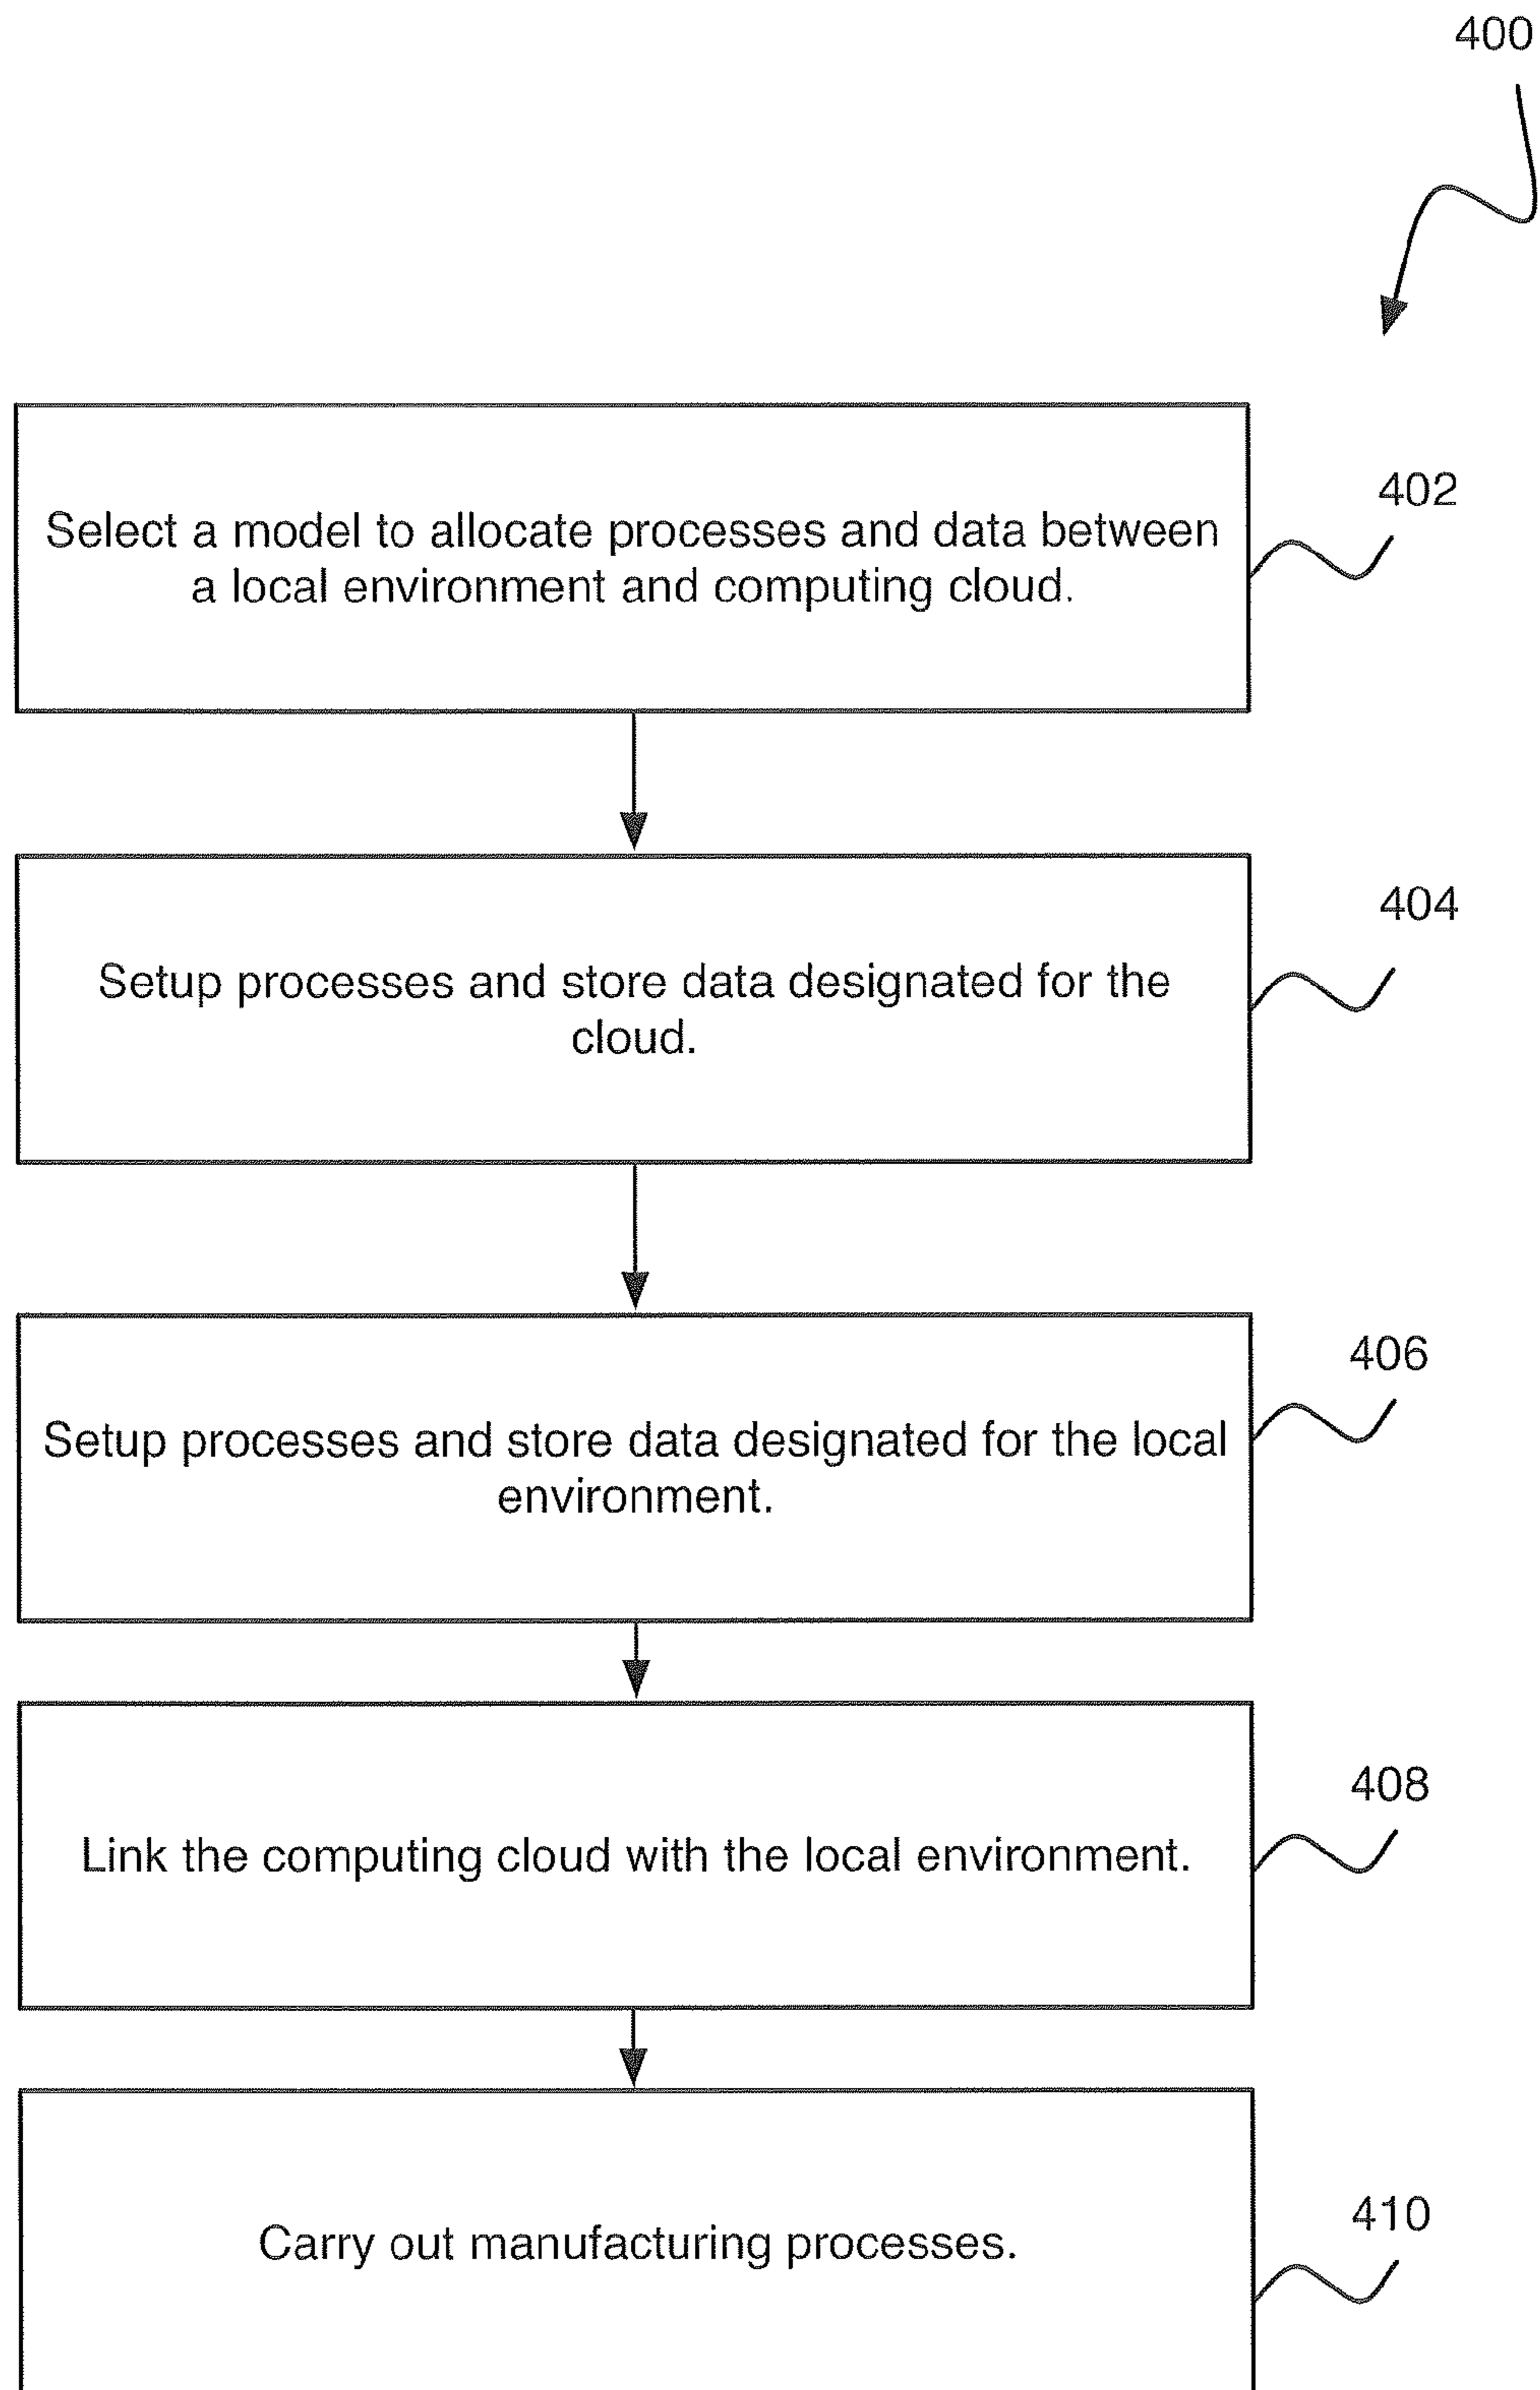 400
Select a model to allocate processes and data between
a local environment and computing cloud.
402
Setup processes and store data designated for the
cloud.
404
Setup processes and store data designated for the local
environment.
406
Link the computing cloud with the local environment.
408
Carry out manufacturing processes.
410